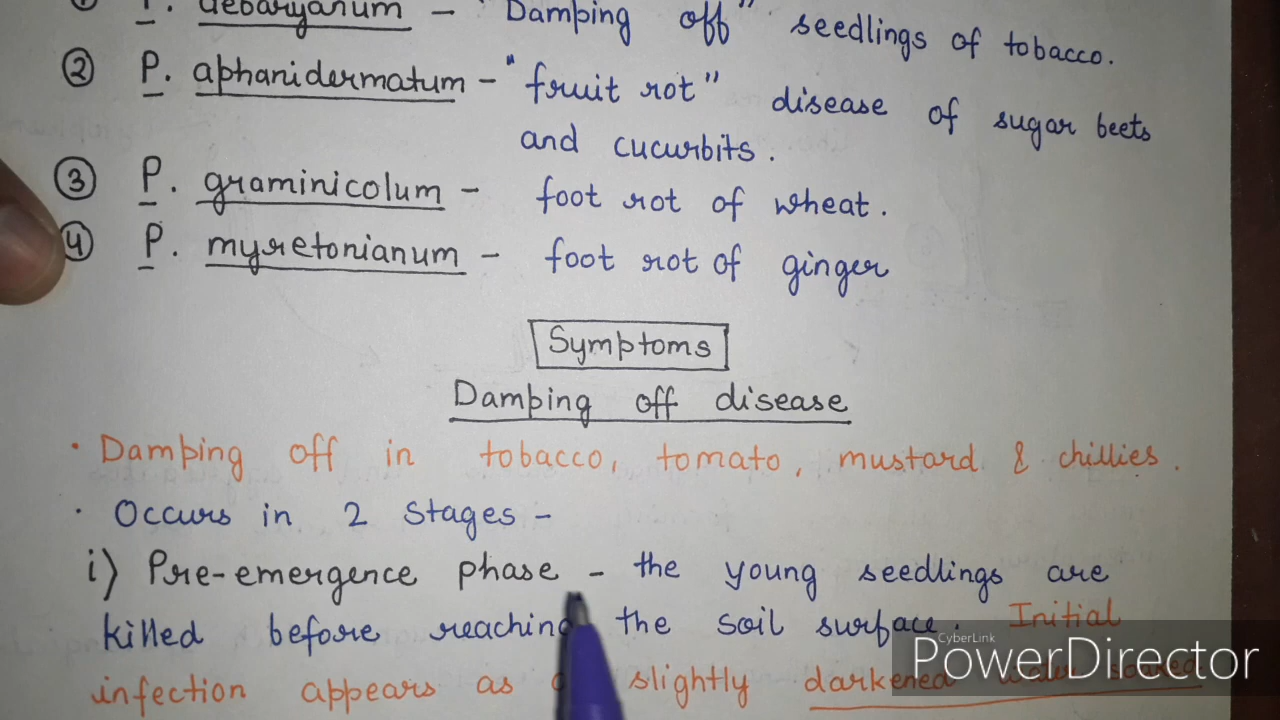 ① P. debaryanum - "Damping off" seedlings of tobacco.
② P. aphanidermatum - "fruit rot" disease of sugar beets
and cucurbits.
③ P. graminicolum - foot rot of wheat.
④ P. myretonianum - foot rot of ginger
Symptoms
Damping off disease
• Damping off in tobacco, tomato, mustard & chillies.
• Occurs in 2 stages -
i) Pre-emergence phase - the young seedlings are
killed before reaching the soil surface. Initial
infection appears as a slightly darkened water soaked
CyberLink
PowerDirector